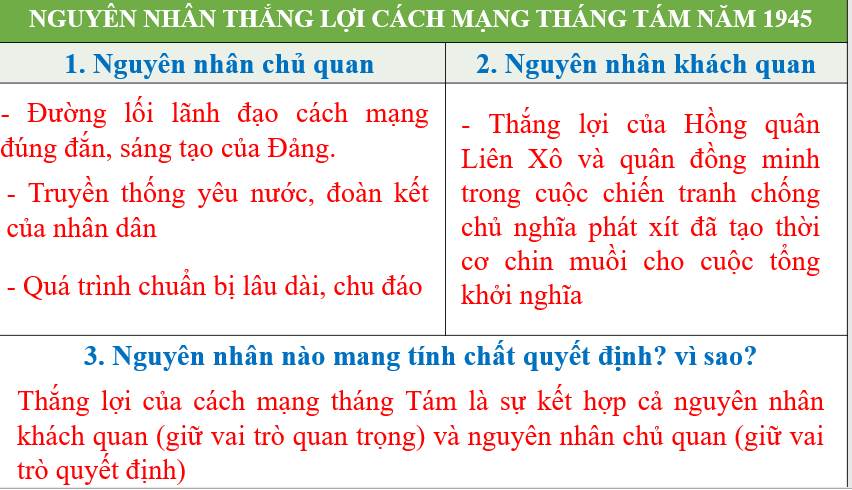 NGUYÊN NHÂN THẮNG LỢI CÁCH MẠNG THÁNG TÁM NĂM 1945
1. Nguyên nhân chủ quan
- Đường lối lãnh đạo cách mạng
đúng đắn, sáng tạo của Đảng.
- Truyền thống yêu nước, đoàn kết
của nhân dân
- Quá trình chuẩn bị lâu dài, chu đáo
2. Nguyên nhân khách quan
- Thắng lợi của Hồng quân
Liên Xô và quân đồng minh
trong cuộc chiến tranh chống
chủ nghĩa phát xít đã tạo thời
cơ chin muồi cho cuộc tổng
khởi nghĩa
3. Nguyên nhân nào mang tính chất quyết định? vì sao?
Thắng lợi của cách mạng tháng Tám là sự kết hợp cả nguyên nhân
khách quan (giữ vai trò quan trọng) và nguyên nhân chủ quan (giữ vai
trò quyết định)